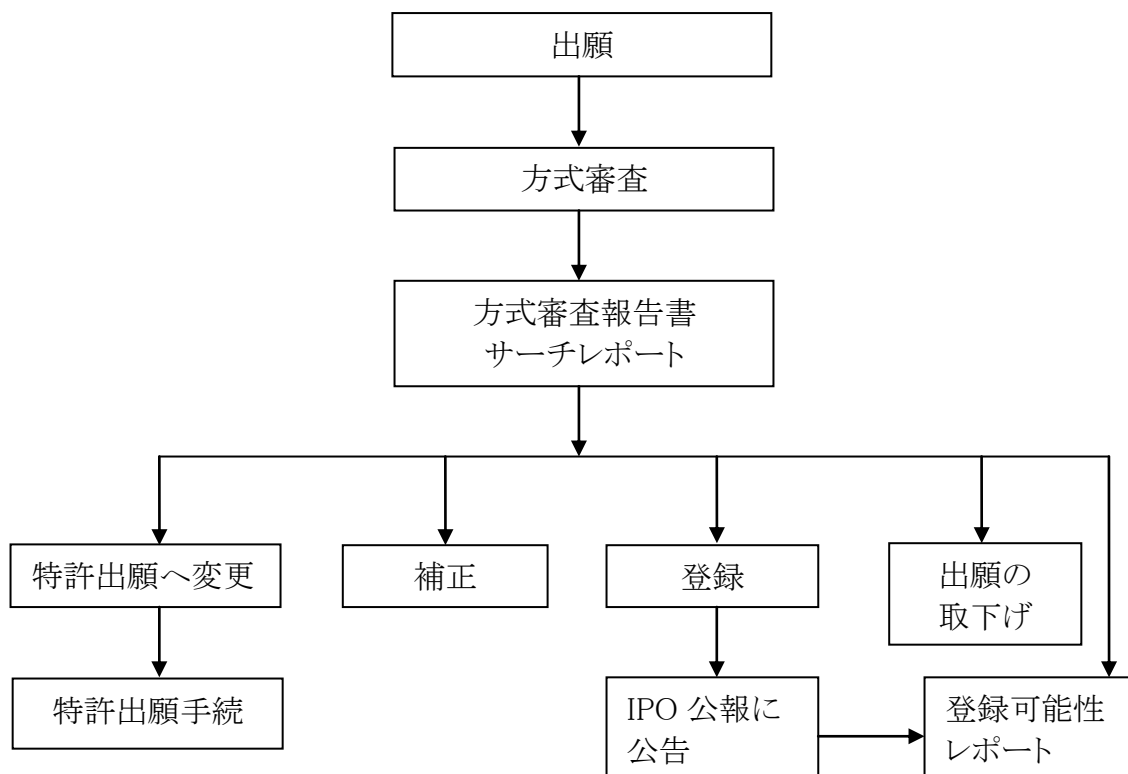 出願
方式審査
方式審査報告書
サーチレポート
特許出願へ変更
補正
登録
出願の
取下げ
特許出願手続
IPO 公報に
公告
登録可能性
レポート